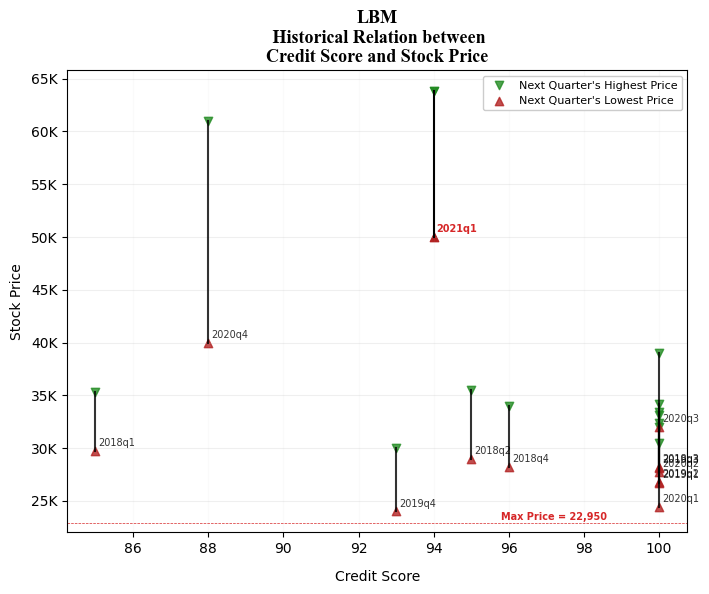 LBM
Historical Relation between
Credit Score and Stock Price
Next Quarter's Highest Price
Next Quarter's Lowest Price
65K
60K
55K
50K
45K
40K
35K
30K
25K
Stock Price
2021q1
2020q4
2018q1
2018q2
2018q4
2019q4
2020q3
2020q1
Max Price = 22,950
86
88
90
92
94
96
98
100
Credit Score